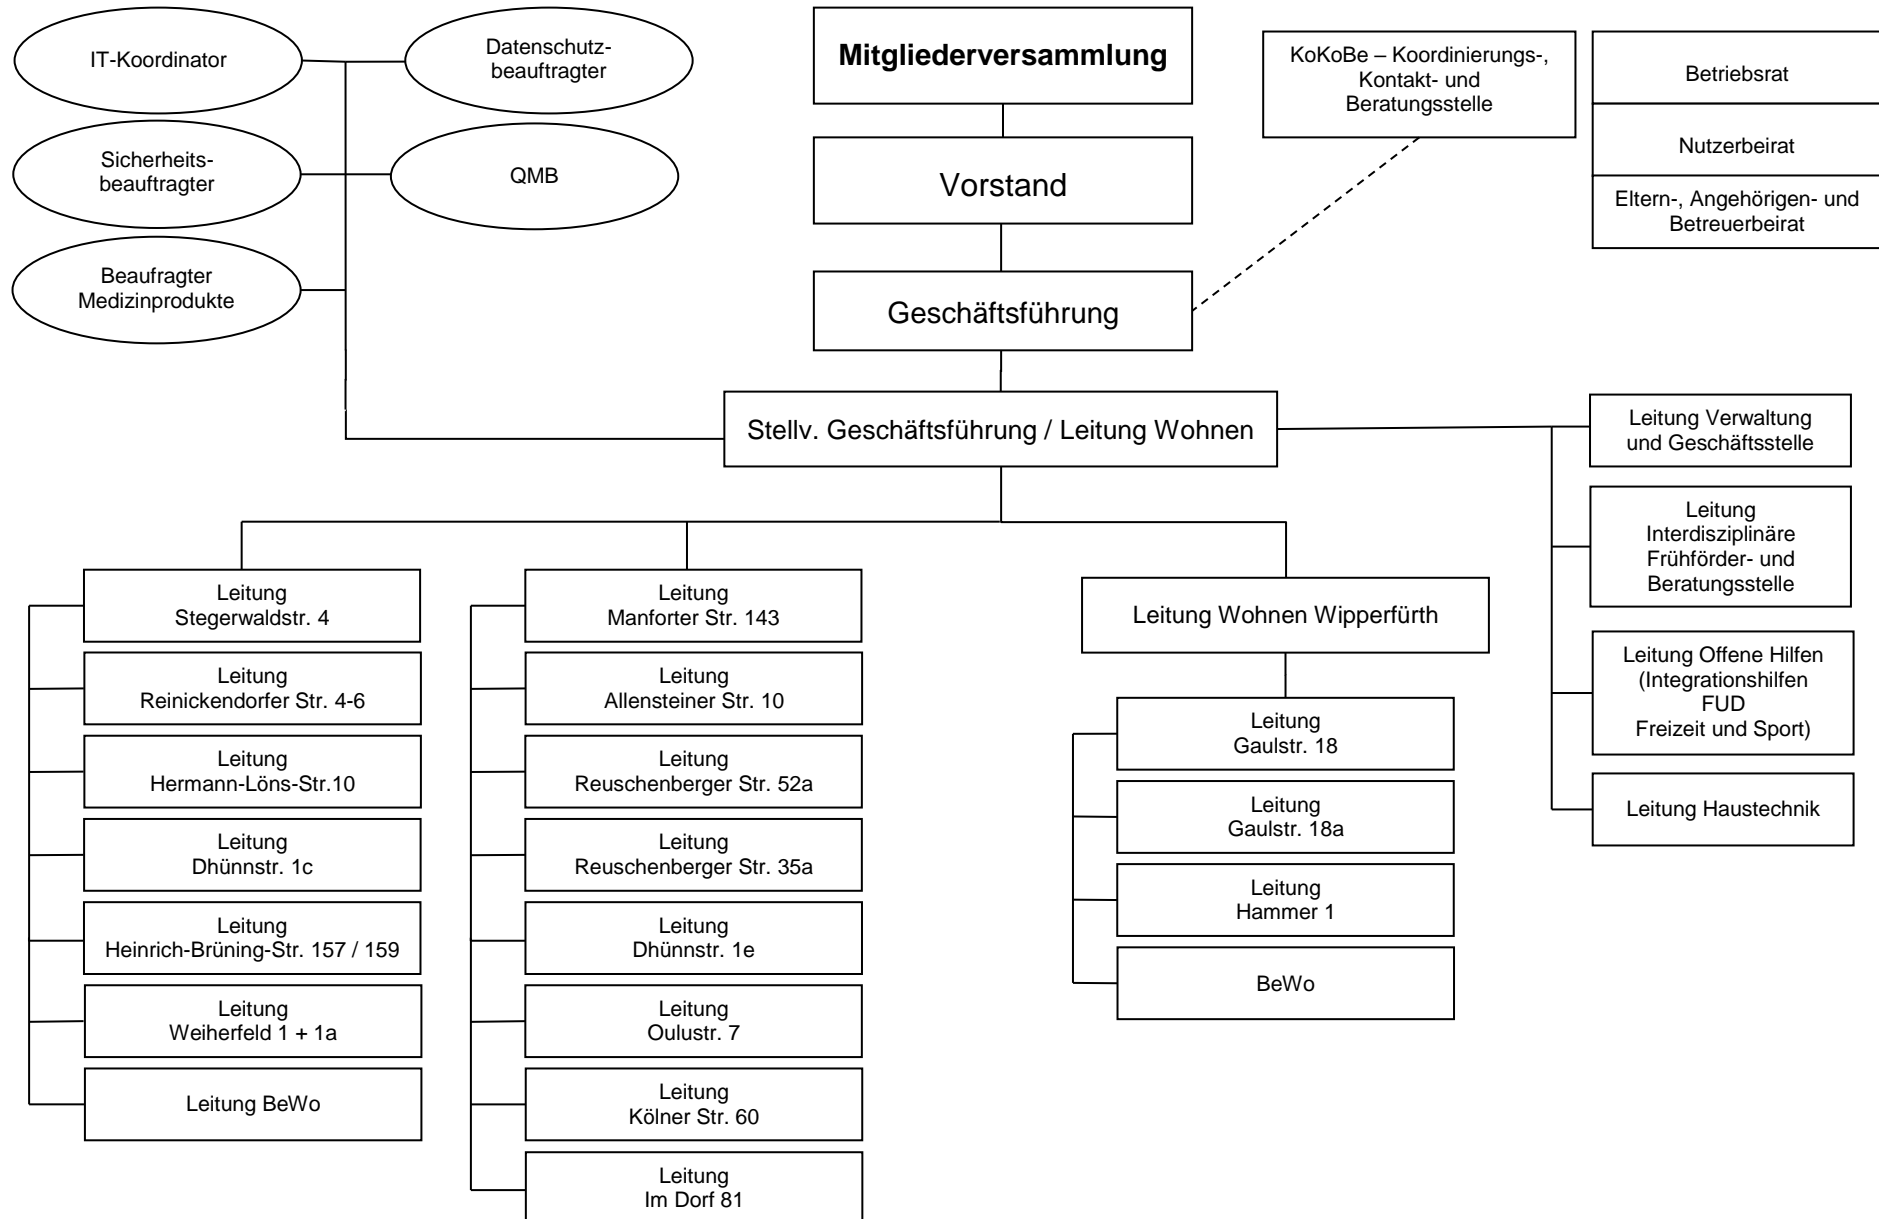 IT-Koordinator
Datenschutz-
beauftragter
Sicherheits-
beauftragter
QMB
Beaufragter
Medizinprodukte
Mitgliederversammlung
Vorstand
Geschäftsführung
KoKoBe – Koordinierungs-,
Kontakt- und
Beratungsstelle
Betriebsrat
Nutzerbeirat
Eltern-, Angehörigen- und
Betreuerbeirat
Stellv. Geschäftsführung / Leitung Wohnen
Leitung Verwaltung
und Geschäftsstelle
Leitung
Interdisziplinäre
Frühförder- und
Beratungsstelle
Leitung Offene Hilfen
(Integrationshilfen
FUD
Freizeit und Sport)
Leitung Haustechnik
Leitung
Stegerwaldstr. 4
Leitung
Reinickendorfer Str. 4-6
Leitung
Hermann-Löns-Str.10
Leitung
Dhünnstr. 1c
Leitung
Heinrich-Brüning-Str. 157 / 159
Leitung
Weiherfeld 1 + 1a
Leitung BeWo
Leitung
Manforter Str. 143
Leitung
Allensteiner Str. 10
Leitung
Reuschenberger Str. 52a
Leitung
Reuschenberger Str. 35a
Leitung
Dhünnstr. 1e
Leitung
Oulustr. 7
Leitung
Kölner Str. 60
Leitung
Im Dorf 81
Leitung Wohnen Wipperfürth
Leitung
Gaulstr. 18
Leitung
Gaulstr. 18a
Leitung
Hammer 1
BeWo